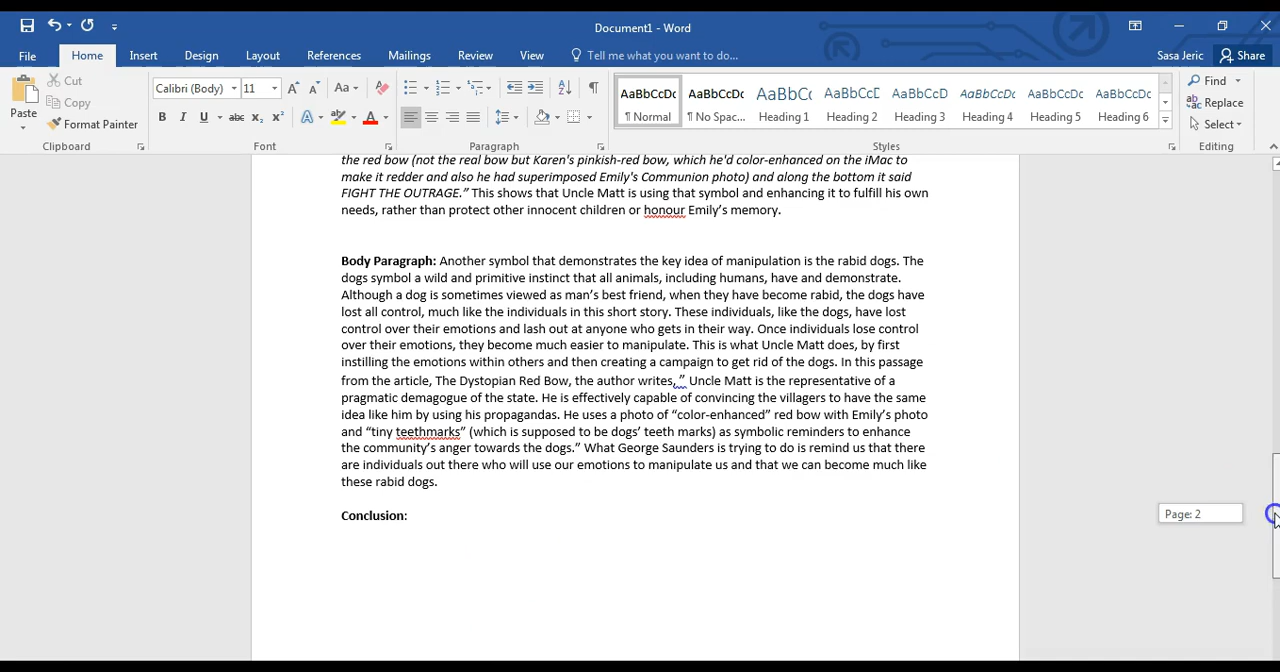 Document1 - Word
Sasa Jeric
Share
File
Home
Insert
Design
Layout
References
Mailings
Review
View
Tell me what you want to do...
Paste
Cut
Copy
Format Painter
Clipboard
Calibri (Body)
11
Aa
B I U abc x₂ x² A A
Font
Paragraph
AaBbCcDc AaBbCcDc AaBbC AaBbCcD AaBbCcD AaBbCcDc AaBbCcDc AaBbCcDc
¶ Normal ¶ No Spac... Heading 1 Heading 2 Heading 3 Heading 4 Heading 5 Heading 6
Styles
Find
Replace
Select
Editing
the red bow (not the real bow but Karen's pinkish-red bow, which he'd color-enhanced on the iMac to
make it redder and also he had superimposed Emily's Communion photo) and along the bottom it said
FIGHT THE OUTRAGE.” This shows that Uncle Matt is using that symbol and enhancing it to fulfill his own
needs, rather than protect other innocent children or honour Emily’s memory.
Body Paragraph: Another symbol that demonstrates the key idea of manipulation is the rabid dogs. The
dogs symbol a wild and primitive instinct that all animals, including humans, have and demonstrate.
Although a dog is sometimes viewed as man’s best friend, when they have become rabid, the dogs have
lost all control, much like the individuals in this short story. These individuals, like the dogs, have lost
control over their emotions and lash out at anyone who gets in their way. Once individuals lose control
over their emotions, they become much easier to manipulate. This is what Uncle Matt does, by first
instilling the emotions within others and then creating a campaign to get rid of the dogs. In this passage
from the article, The Dystopian Red Bow, the author writes,” Uncle Matt is the representative of a
pragmatic demagogue of the state. He is effectively capable of convincing the villagers to have the same
idea like him by using his propagandas. He uses a photo of “color-enhanced” red bow with Emily’s photo
and “tiny teethmarks” (which is supposed to be dogs’ teeth marks) as symbolic reminders to enhance
the community’s anger towards the dogs.” What George Saunders is trying to do is remind us that there
are individuals out there who will use our emotions to manipulate us and that we can become much like
these rabid dogs.
Conclusion:
Page: 2